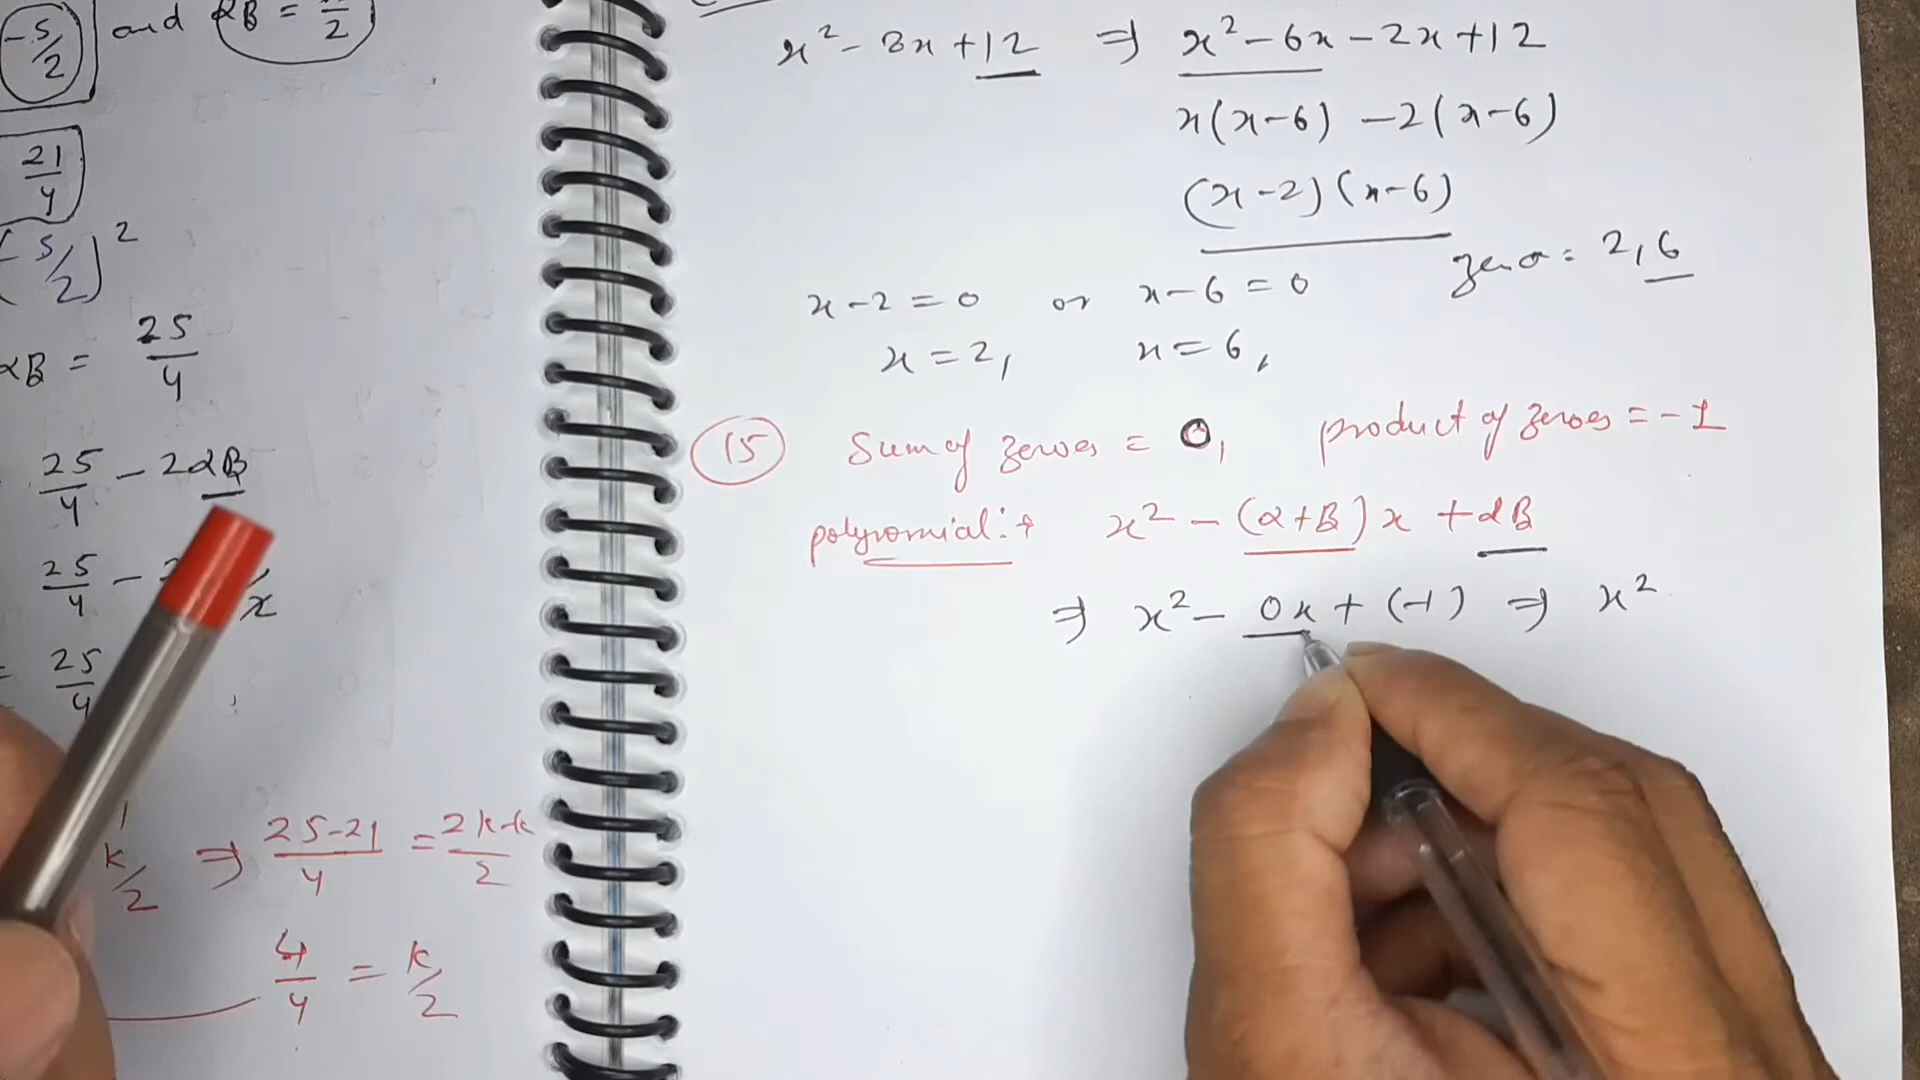 -5/2 and αβ = /2
21/4
(-5/2)²
αβ = 25/4
25/4 - 2αβ
25/4 - 2
= 25/4
k/2 ⇒ 25-21/4 = 2k-k/2
4/4 = k/2
x² - 8x + 12 ⇒ x² - 6x - 2x + 12
x(x-6) - 2(x-6)
(x-2)(x-6)
zero = 2, 6
x - 2 = 0 or x - 6 = 0
x = 2, x = 6,
15 Sum of zeroes = 0, product of zeroes = -1
polynomial:→ x² - (α+β)x + αβ
⇒ x² - 0x + (-1) ⇒ x²